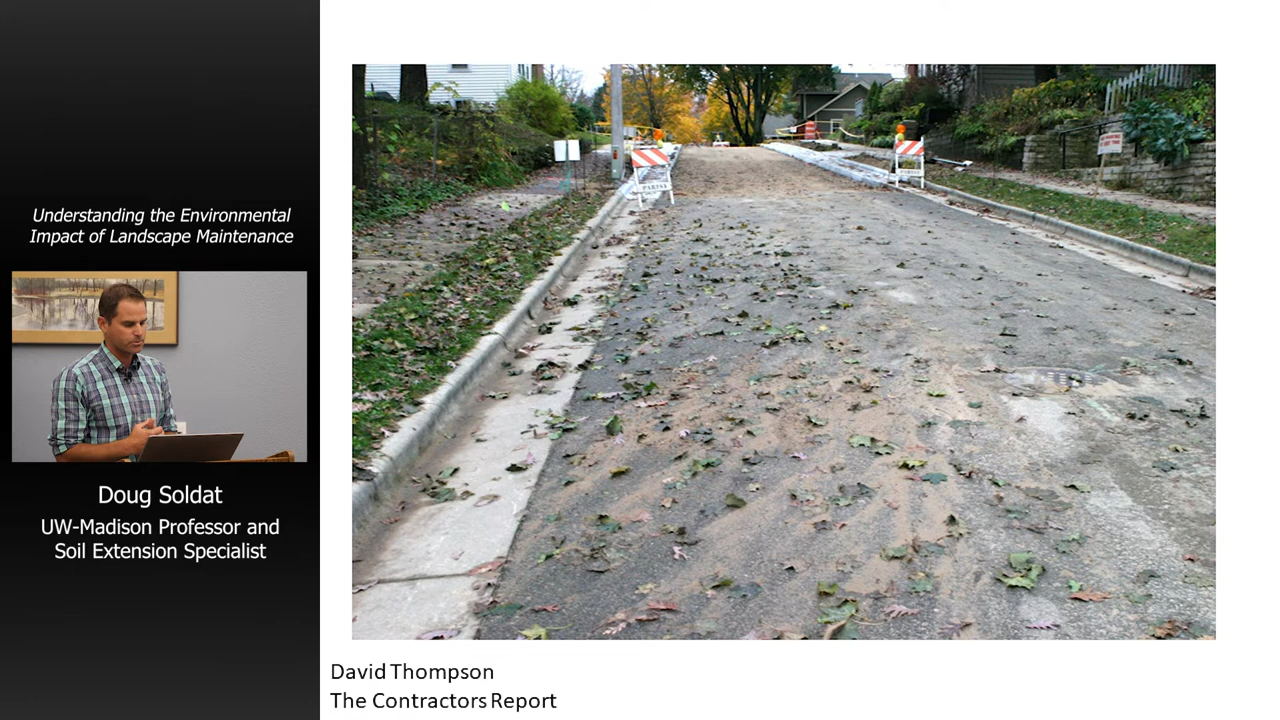 Understanding the Environmental
Impact of Landscape Maintenance
Doug Soldat
UW-Madison Professor and
Soil Extension Specialist
David Thompson
The Contractors Report